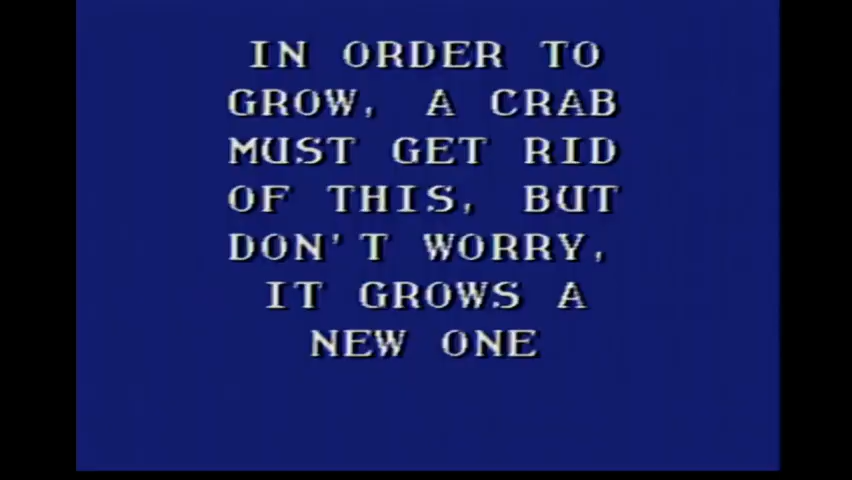 IN ORDER TO
GROW, A CRAB
MUST GET RID
OF THIS, BUT
DON'T WORRY,
IT GROWS A
NEW ONE